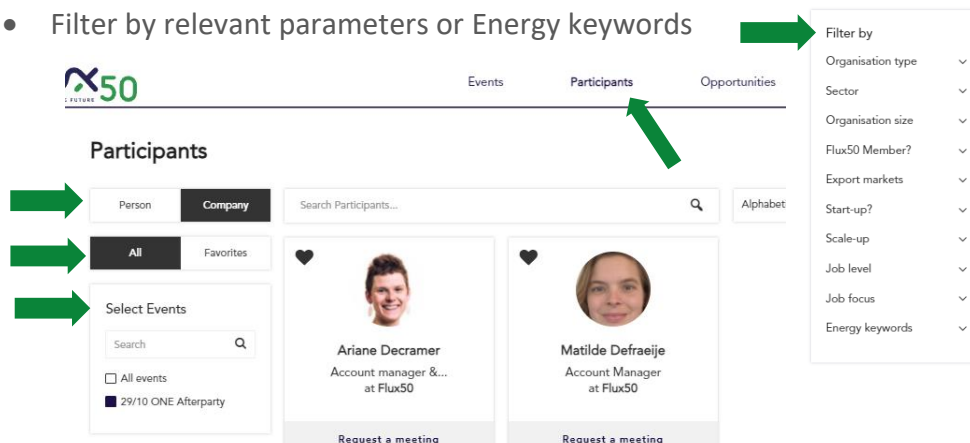 • Filter by relevant parameters or Energy keywords
50
FUTURE
Events
Participants
Opportunities
Participants
Person
Company
Search Participants...
Alphabet
All
Favorites
Select Events
Search
All events
29/10 ONE Afterparty
Ariane Decramer
Account manager &...
at Flux50
Request a meeting
Matilde Defraeije
Account Manager
at Flux50
Request a meeting
Filter by
Organisation type
Sector
Organisation size
Flux50 Member?
Export markets
Start-up?
Scale-up
Job level
Job focus
Energy keywords